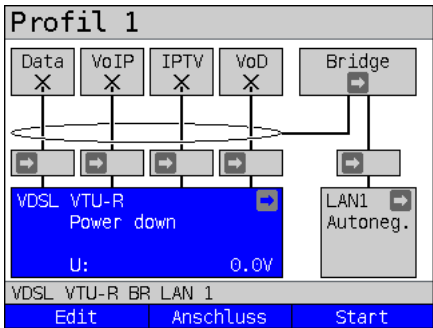 Profil 1
Data VoIP IPTV VoD Bridge
VDSL VTU-R
Power down
U: 0.0V
LAN1
Autoneg.
VDSL VTU-R BR LAN 1
Edit Anschluss Start